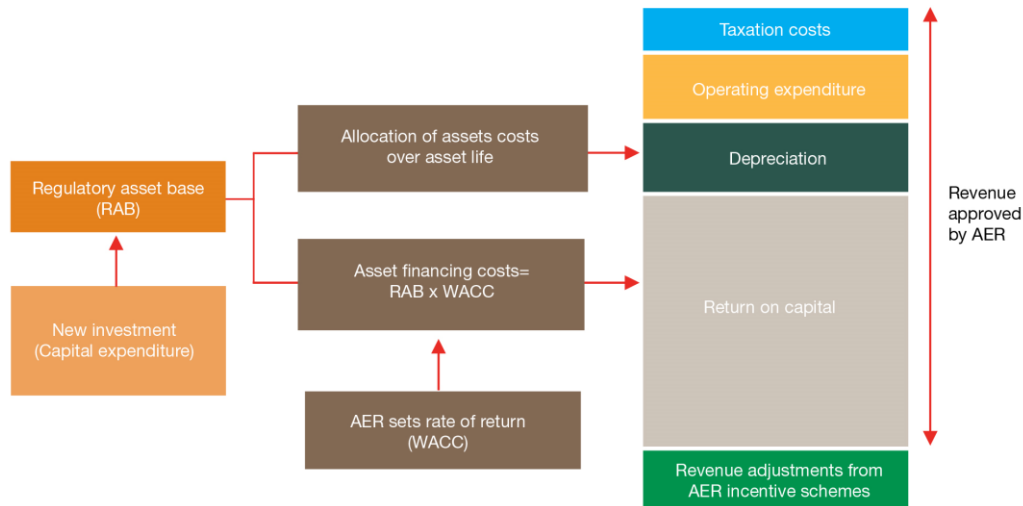 Regulatory asset base
(RAB)
New investment
(Capital expenditure)
Allocation of assets costs
over asset life
Asset financing costs=
RAB x WACC
AER sets rate of return
(WACC)
Taxation costs
Operating expenditure
Depreciation
Return on capital
Revenue adjustments from
AER incentive schemes
Revenue
approved
by AER